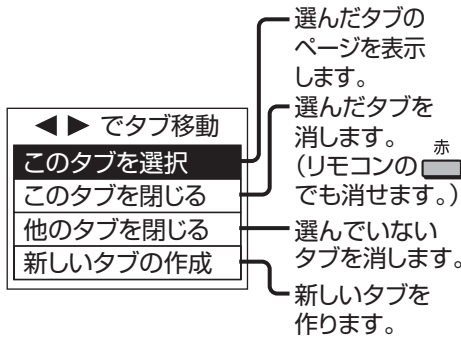 ◀▶ でタブ移動
このタブを選択
このタブを閉じる
他のタブを閉じる
新しいタブの作成
選んだタブの
ページを表示
します。
選んだタブを
消します。
赤
(リモコンの
でも消せます。)
選んでいない
タブを消します。
新しいタブを
作ります。